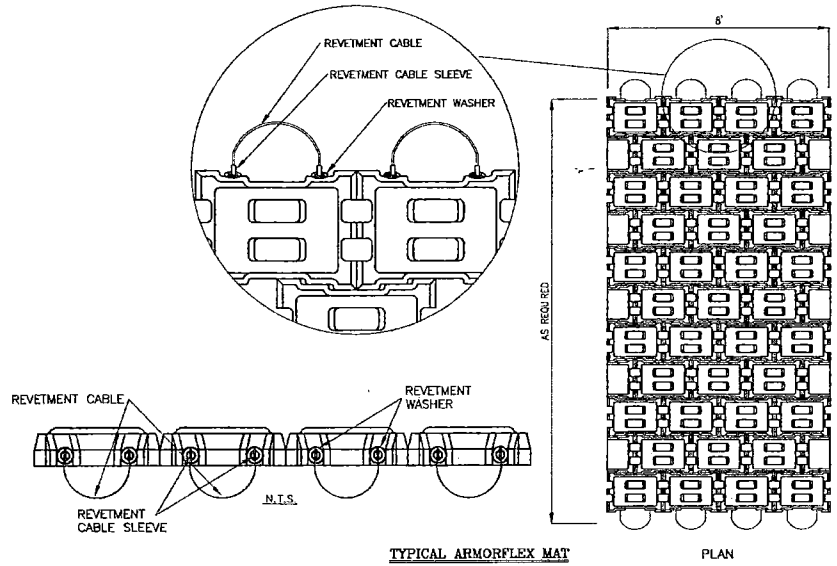 REVETMENT CABLE
REVETMENT CABLE SLEEVE
REVETMENT WASHER
8'
AS REQUIRED
REVETMENT CABLE
REVETMENT
WASHER
REVETMENT
CABLE SLEEVE
N.T.S.
TYPICAL ARMORFLEX MAT
PLAN